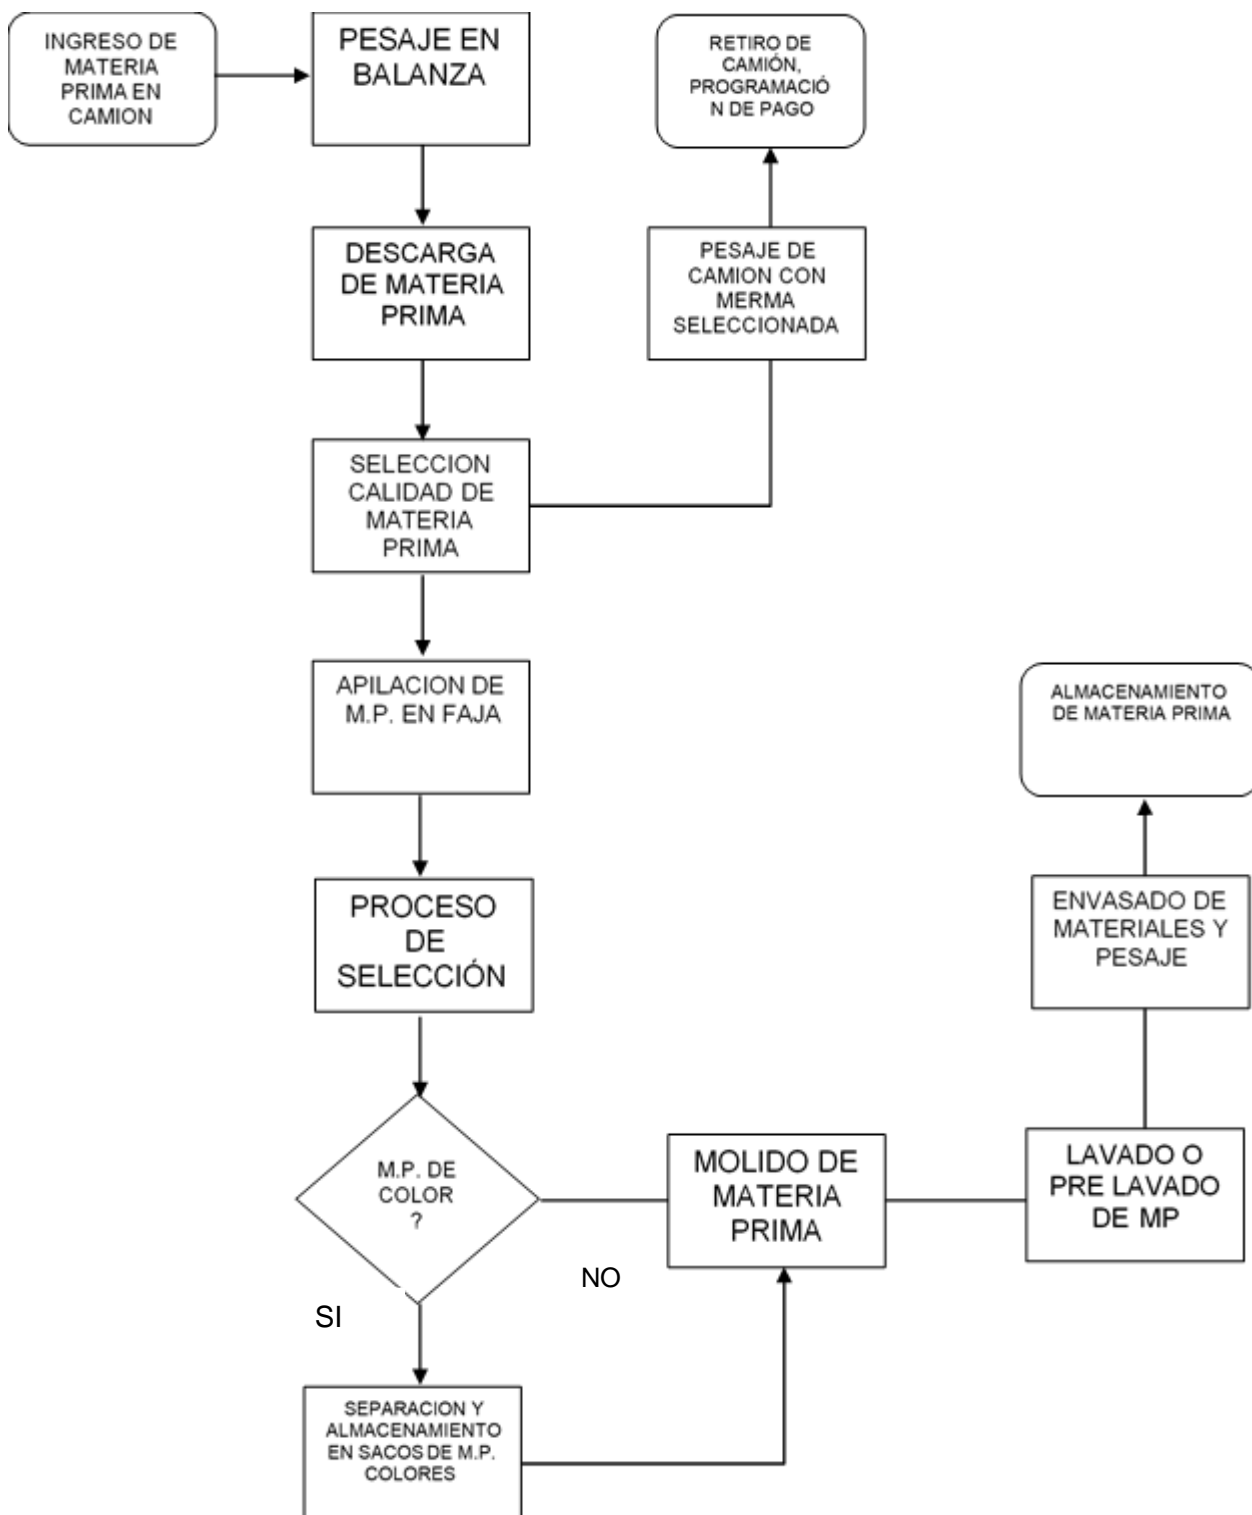 INGRESO DE
MATERIA
PRIMA EN
CAMION
PESAJE EN
BALANZA
RETIRO DE
CAMIÓN,
PROGRAMACIÓ
N DE PAGO
DESCARGA
DE MATERIA
PRIMA
PESAJE DE
CAMION CON
MERMA
SELECCIONADA
SELECCION
CALIDAD DE
MATERIA
PRIMA
APILACION DE
M.P. EN FAJA
ALMACENAMIENTO
DE MATERIA PRIMA
PROCESO
DE
SELECCIÓN
ENVASADO DE
MATERIALES Y
PESAJE
M.P. DE
COLOR
?
MOLIDO DE
MATERIA
PRIMA
LAVADO O
PRE LAVADO
DE MP
NO
SI
SEPARACION Y
ALMACENAMIENTO
EN SACOS DE M.P.
COLORES